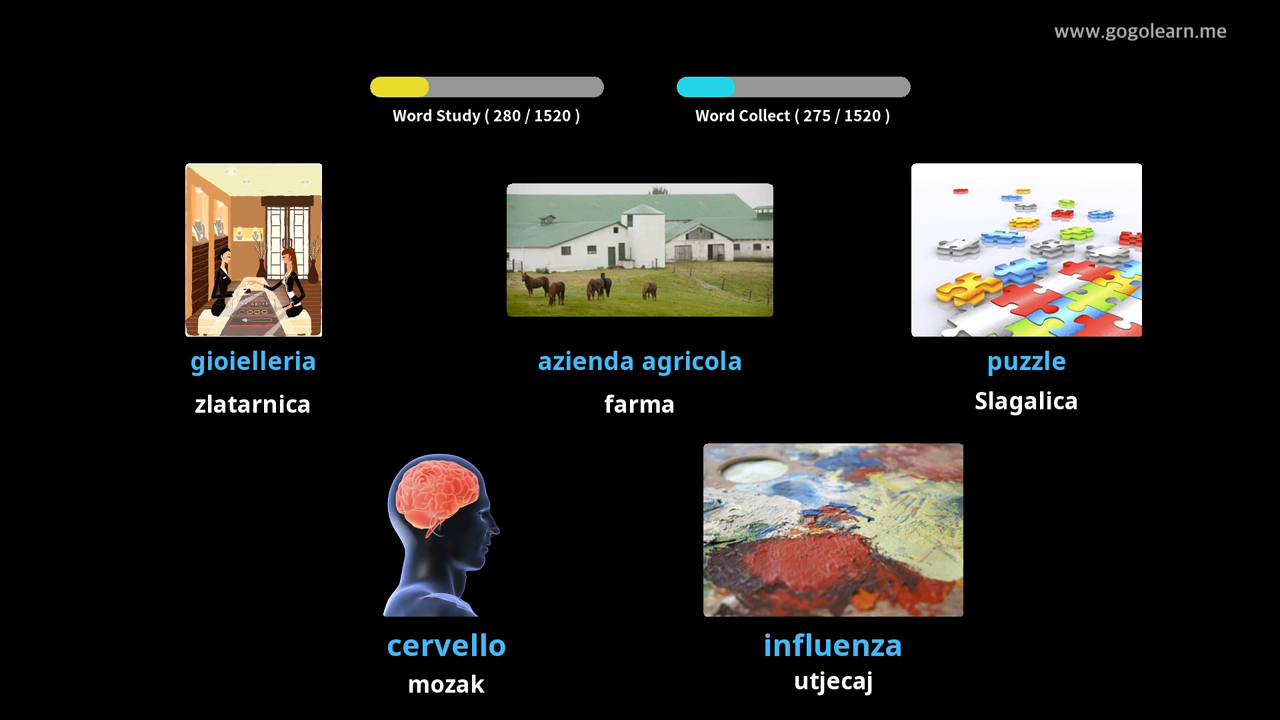 www.gogolearn.me
Word Study ( 280 / 1520 )
Word Collect ( 275 / 1520 )
gioielleria
azienda agricola
puzzle
zlatarnica
farma
Slagalica
cervello
influenza
mozak
utjecaj